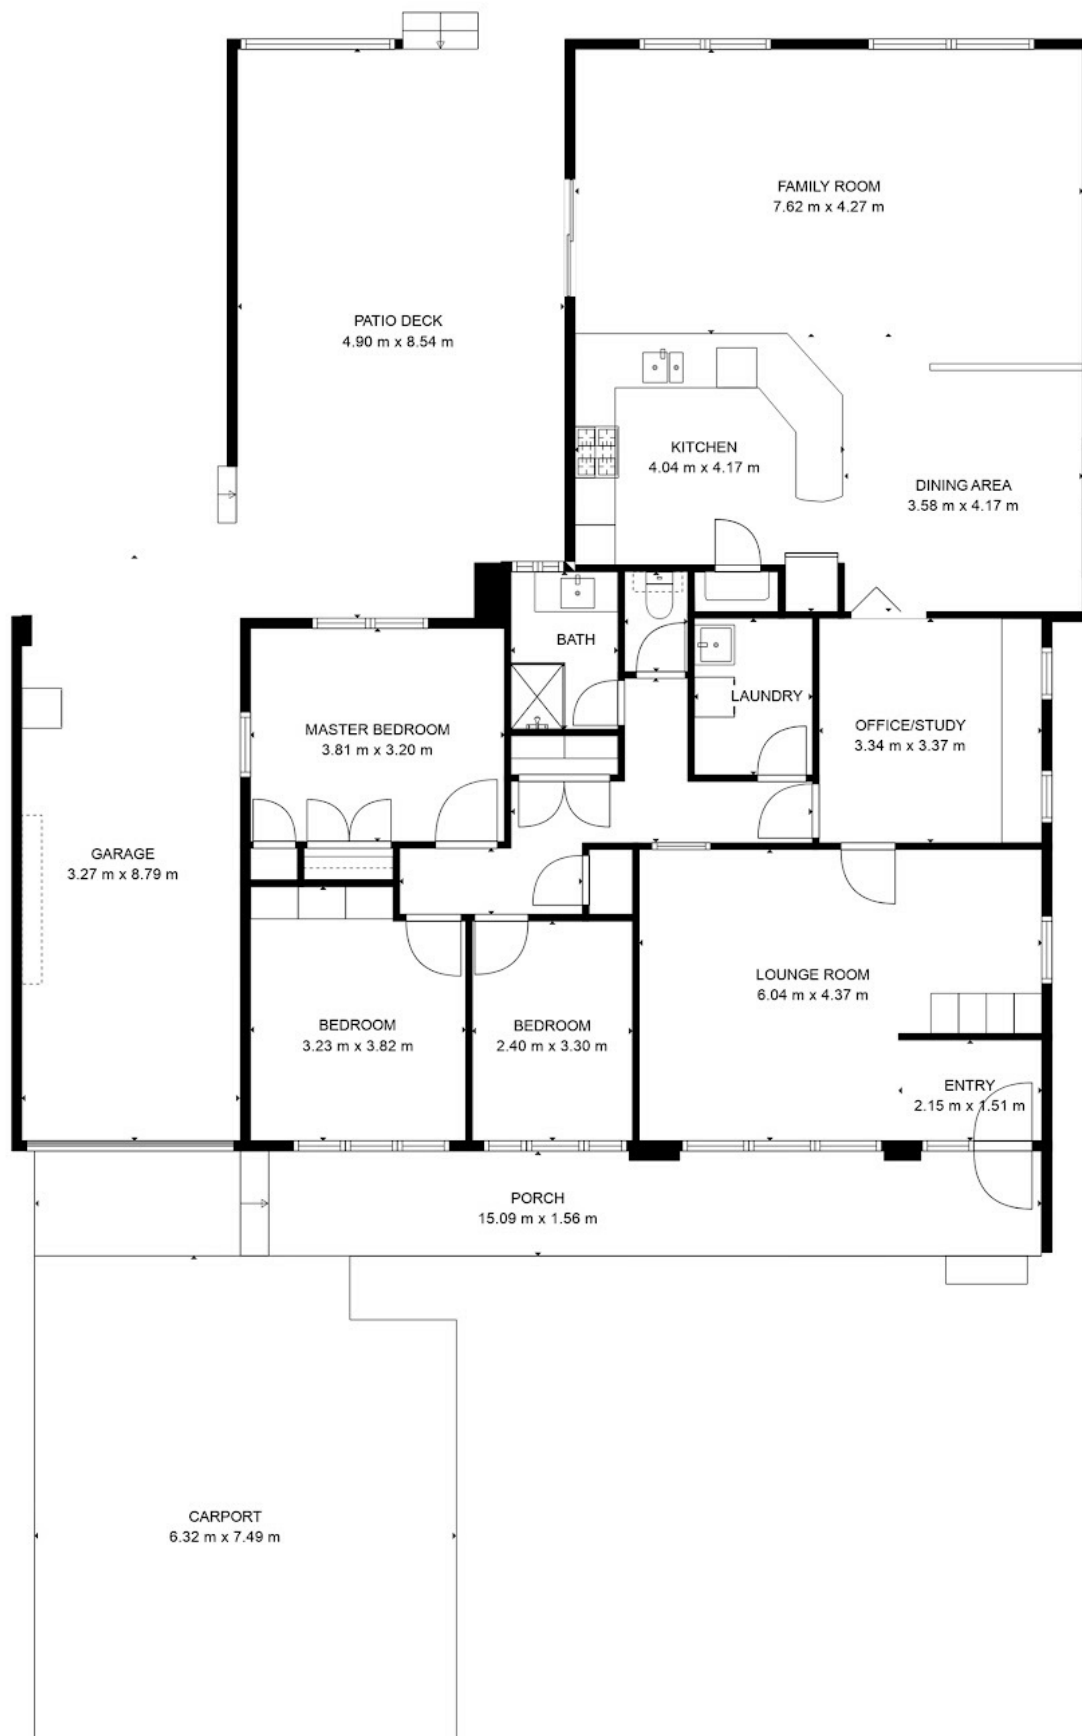 FAMILY ROOM
7.62 m x 4.27 m
PATIO DECK
4.90 m x 8.54 m
KITCHEN
4.04 m x 4.17 m
DINING AREA
3.58 m x 4.17 m
BATH
LAUNDRY
MASTER BEDROOM
3.81 m x 3.20 m
OFFICE/STUDY
3.34 m x 3.37 m
GARAGE
3.27 m x 8.79 m
LOUNGE ROOM
6.04 m x 4.37 m
BEDROOM
3.23 m x 3.82 m
BEDROOM
2.40 m x 3.30 m
ENTRY
2.15 m x 1.51 m
PORCH
15.09 m x 1.56 m
CARPORT
6.32 m x 7.49 m